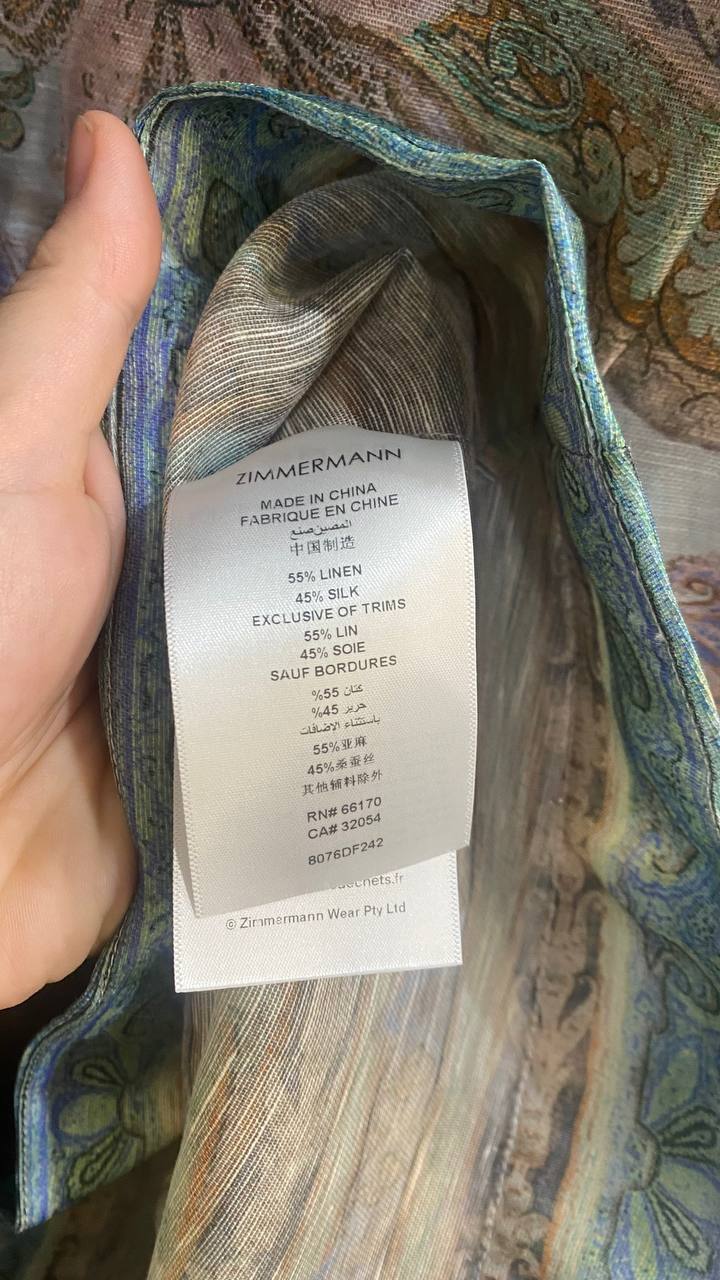 ZIMMERMANN
MADE IN CHINA
FABRIQUE EN CHINE
المصين‌صنع
中国制造
55% LINEN
45% SILK
EXCLUSIVE OF TRIMS
55% LIN
45% SOIE
SAUF BORDURES
%55 كتان
%45 حرير
باستثناء الاضافات
55%亚麻
45%桑蚕丝
其他辅料除外
RN# 66170
CA# 32054
8076DF242
© Zimmermann Wear Pty Ltd